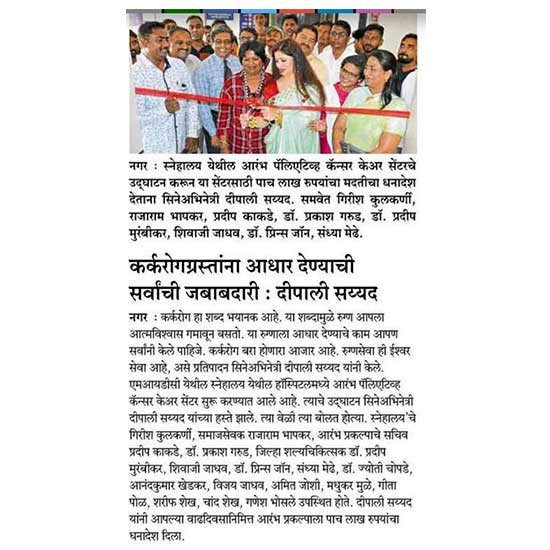 नगर : स्नेहालय येथील आरंभ पॅलिएटिव्ह कॅन्सर केअर सेंटरचे
उद्‌घाटन करून या सेंटरसाठी पाच लाख रुपयांचा मदतीचा धनादेश
देताना सिनेअभिनेत्री दीपाली सय्यद. समवेत गिरीश कुलकर्णी,
राजाराम भापकर, प्रदीप काकडे, डॉ. प्रकाश गरुड, डॉ. प्रदीप
मुरंबीकर, शिवाजी जाधव, डॉ. प्रिन्स जॉन, संध्या मेढे.
कर्करोगग्रस्तांना आधार देण्याची
सर्वांची जबाबदारी : दीपाली सय्यद
नगर : कर्करोग हा शब्द भयानक आहे. या शब्दामुळे रुग्ण आपला
आत्मविश्वास गमावून बसतो. या रुग्णाला आधार देण्याचे काम आपण
सर्वांनी केले पाहिजे. कर्करोग बरा होणारा आजार आहे. रुग्णसेवा ही ईश्वर
सेवा आहे, असे प्रतिपादन सिनेअभिनेत्री दीपाली सय्यद यांनी केले.
एमआयडीसी येथील स्नेहालय येथील हॉस्पिटलमध्ये आरंभ पॅलिएटिव्ह
कॅन्सर केअर सेंटर सुरू करण्यात आले आहे. त्याचे उद्‌घाटन सिनेअभिनेत्री
दीपाली सय्यद यांच्या हस्ते झाले. त्या वेळी त्या बोलत होत्या. स्नेहालय'चे
गिरीश कुलकर्णी, समाजसेवक राजाराम भापकर, आरंभ प्रकल्पाचे सचिव
प्रदीप काकडे, डॉ. प्रकाश गरुड, जिल्हा शल्यचिकित्सक डॉ. प्रदीप
मुरंबीकर, शिवाजी जाधव, डॉ. प्रिन्स जॉन, संध्या मेढे, डॉ. ज्योती चोपडे,
आनंदकुमार खेडकर, विजय जाधव, अमित जोशी, मधुकर मुळे, गीता
पोळ, शरीफ शेख, चांद शेख, गणेश भोसले उपस्थित होते. दीपाली सय्यद
यांनी आपल्या वाढदिवसानिमित्त आरंभ प्रकल्पाला पाच लाख रुपयांचा
धनादेश दिला.